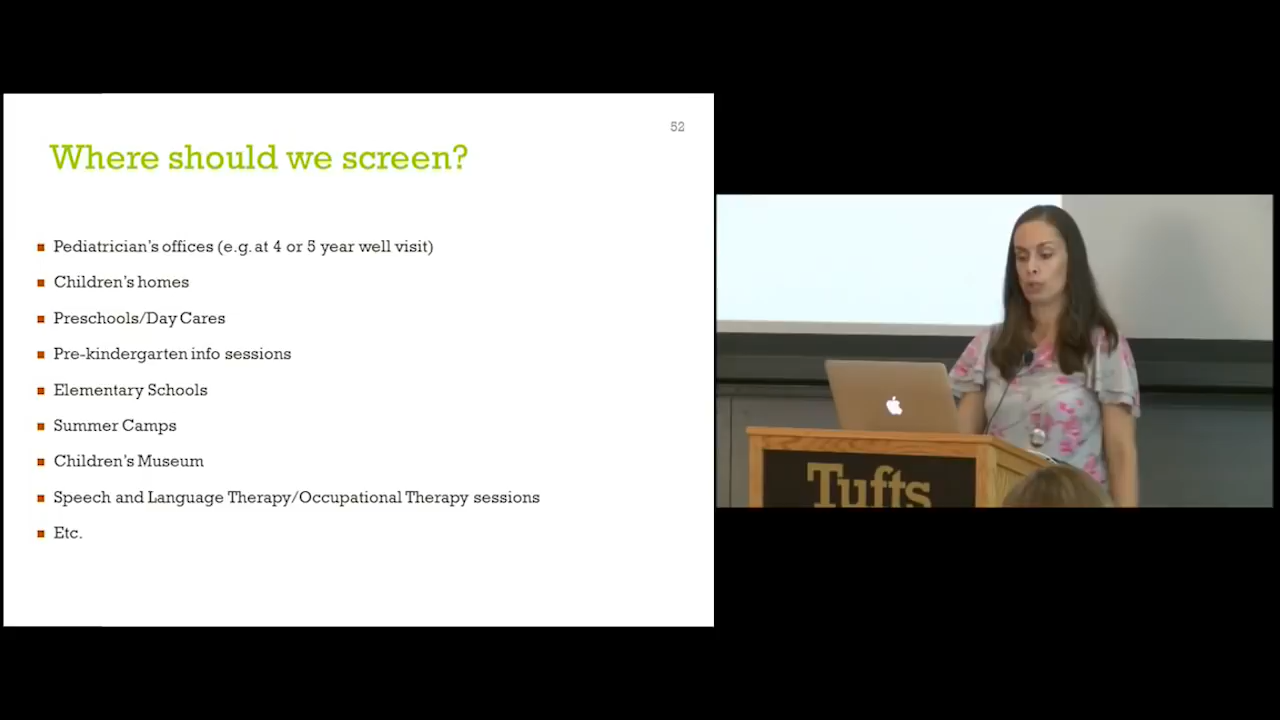 52
Where should we screen?
Pediatrician's offices (e.g. at 4 or 5 year well visit)
Children's homes
Preschools/Day Cares
Pre-kindergarten info sessions
Elementary Schools
Summer Camps
Children's Museum
Speech and Language Therapy/Occupational Therapy sessions
Etc.
Tufts